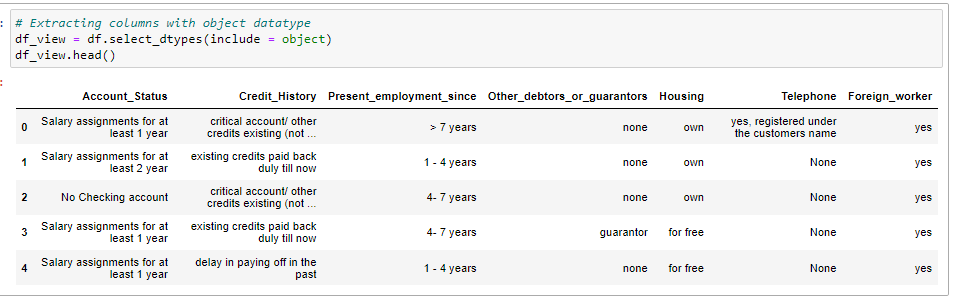 # Extracting columns with object datatype
df_view = df.select_dtypes(include = object)
df_view.head()
Account_Status Credit_History Present_employment_since Other_debtors_or_guarantors Housing Telephone Foreign_worker
0 Salary assignments for at least 1 year critical account/ other credits existing (not ... > 7 years none own yes, registered under the customers name yes
1 Salary assignments for at least 2 year existing credits paid back duly till now 1 - 4 years none own None yes
2 No Checking account critical account/ other credits existing (not ... 4- 7 years none own None yes
3 Salary assignments for at least 1 year existing credits paid back duly till now 4- 7 years guarantor for free None yes
4 Salary assignments for at least 1 year delay in paying off in the past 1 - 4 years none for free None yes